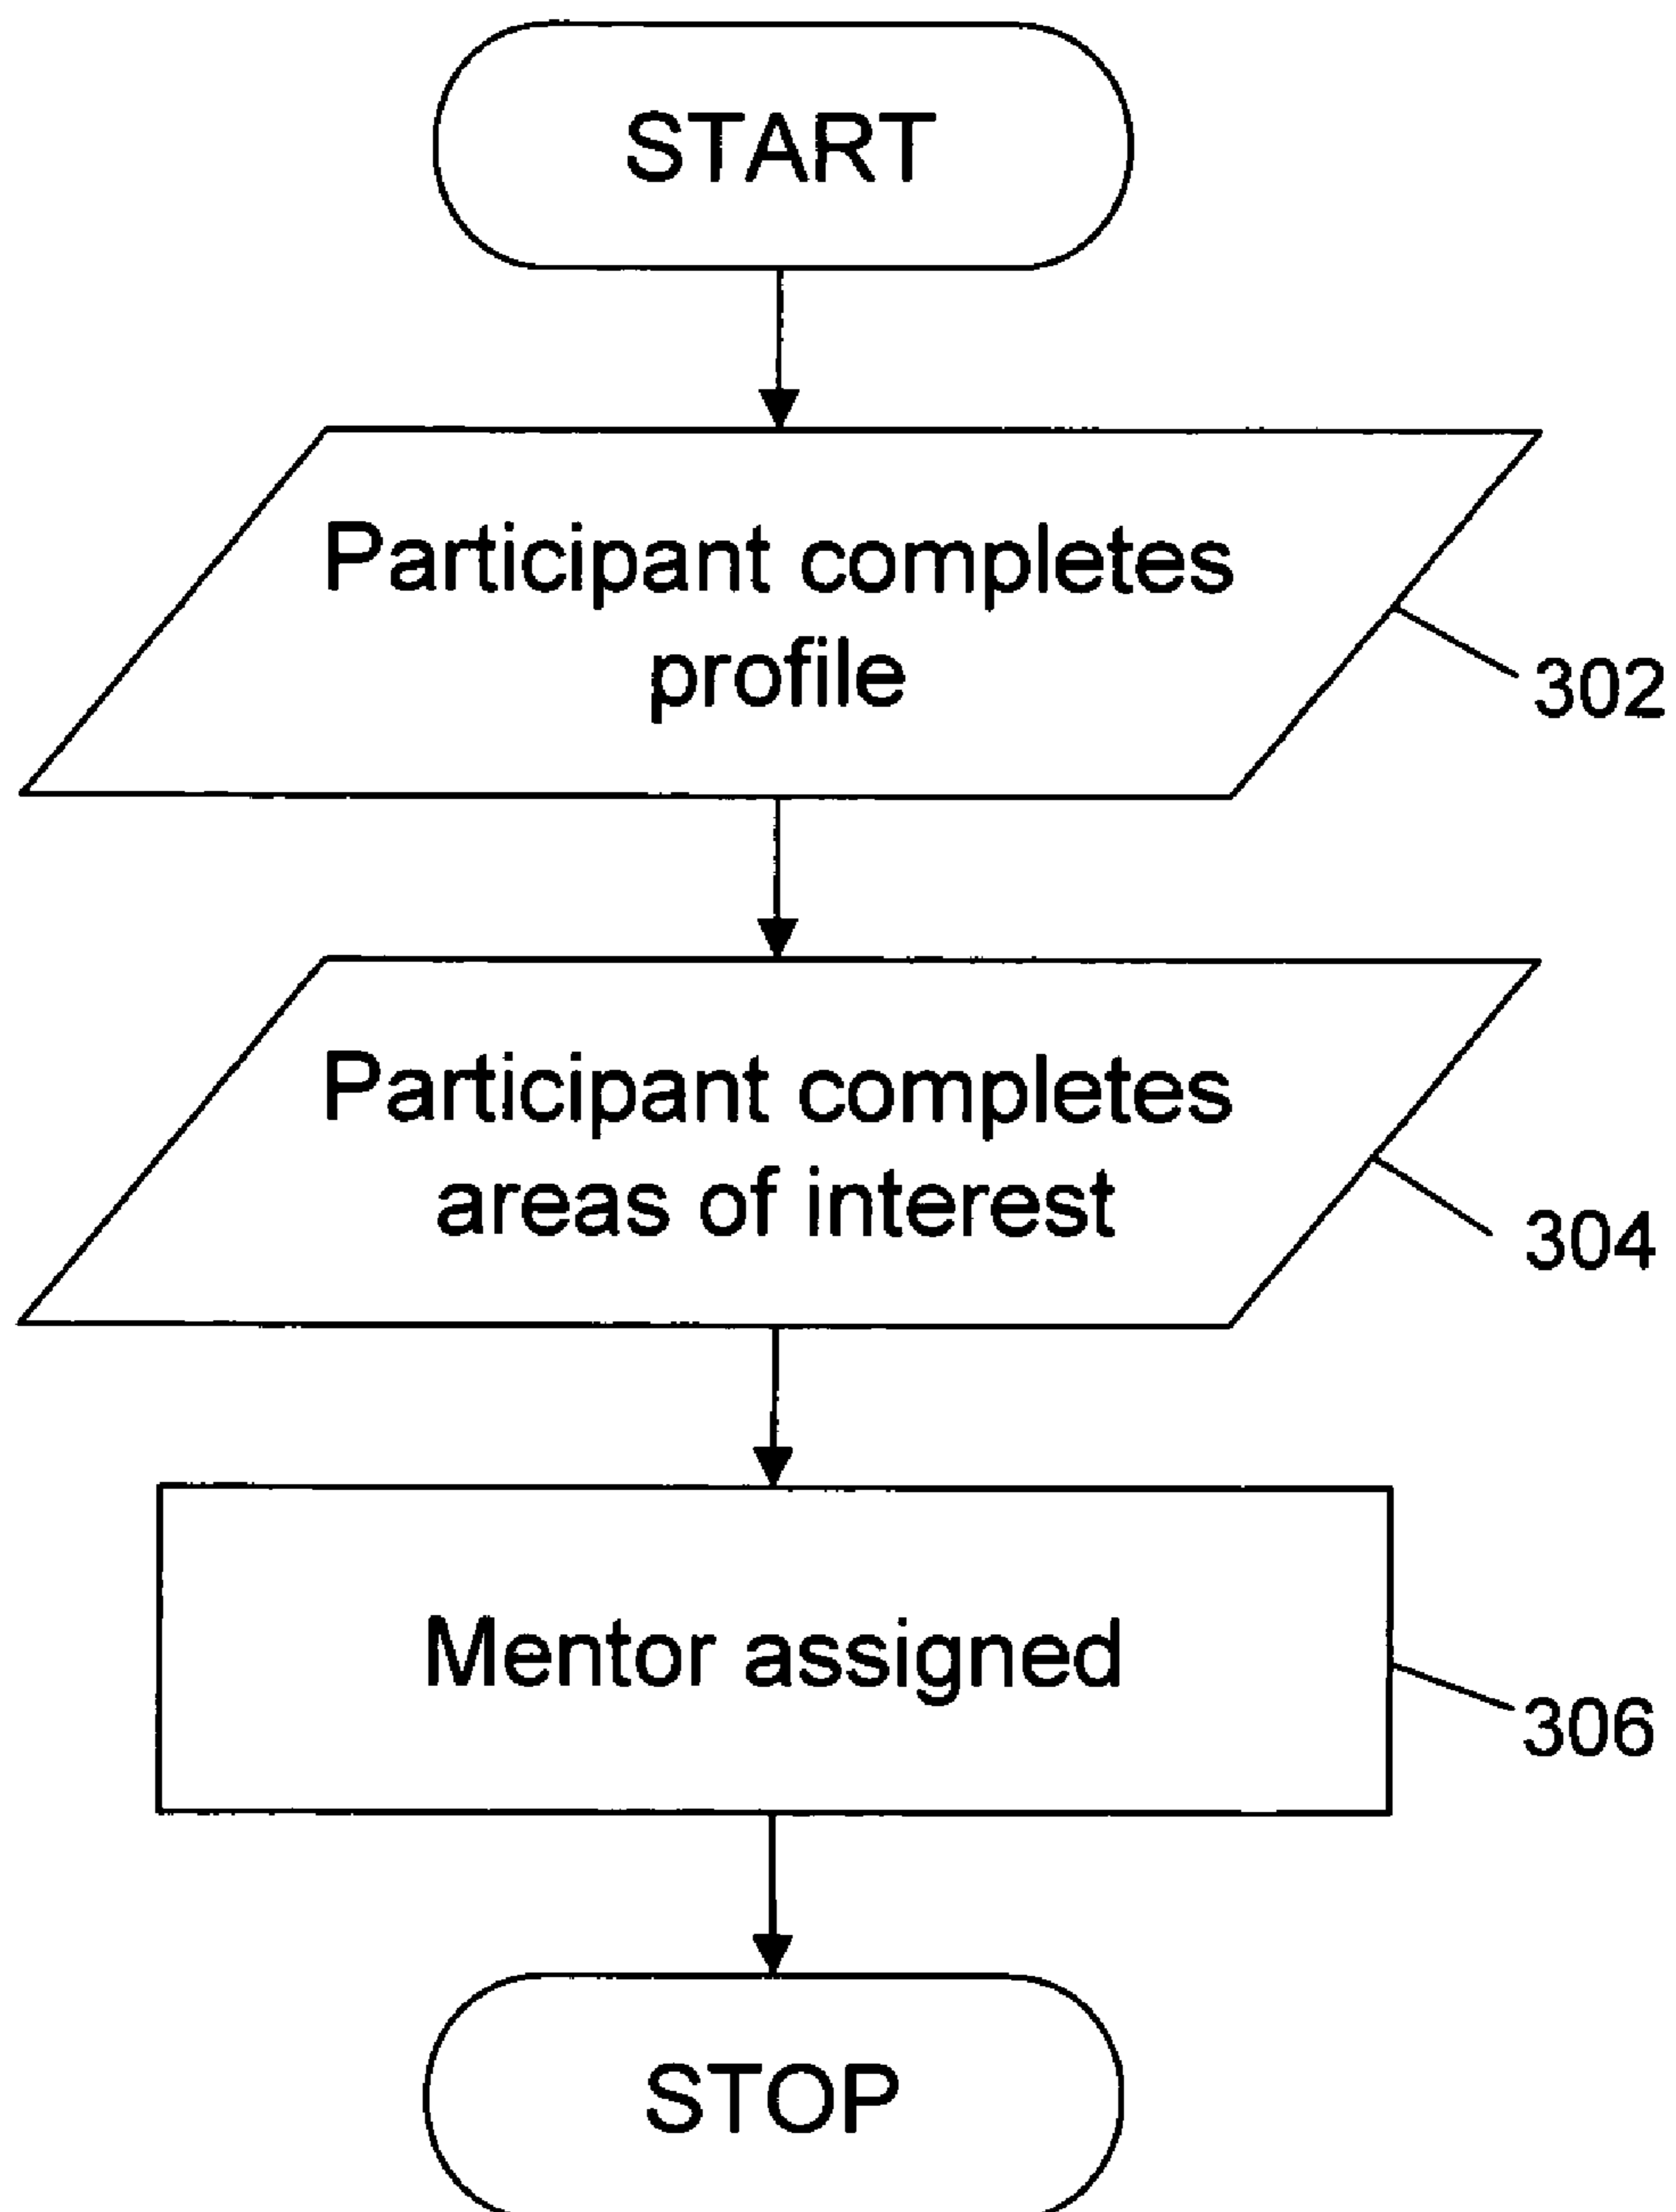 START
Participant completes
profile
302
Participant completes
areas of interest
304
Mentor assigned
306
STOP